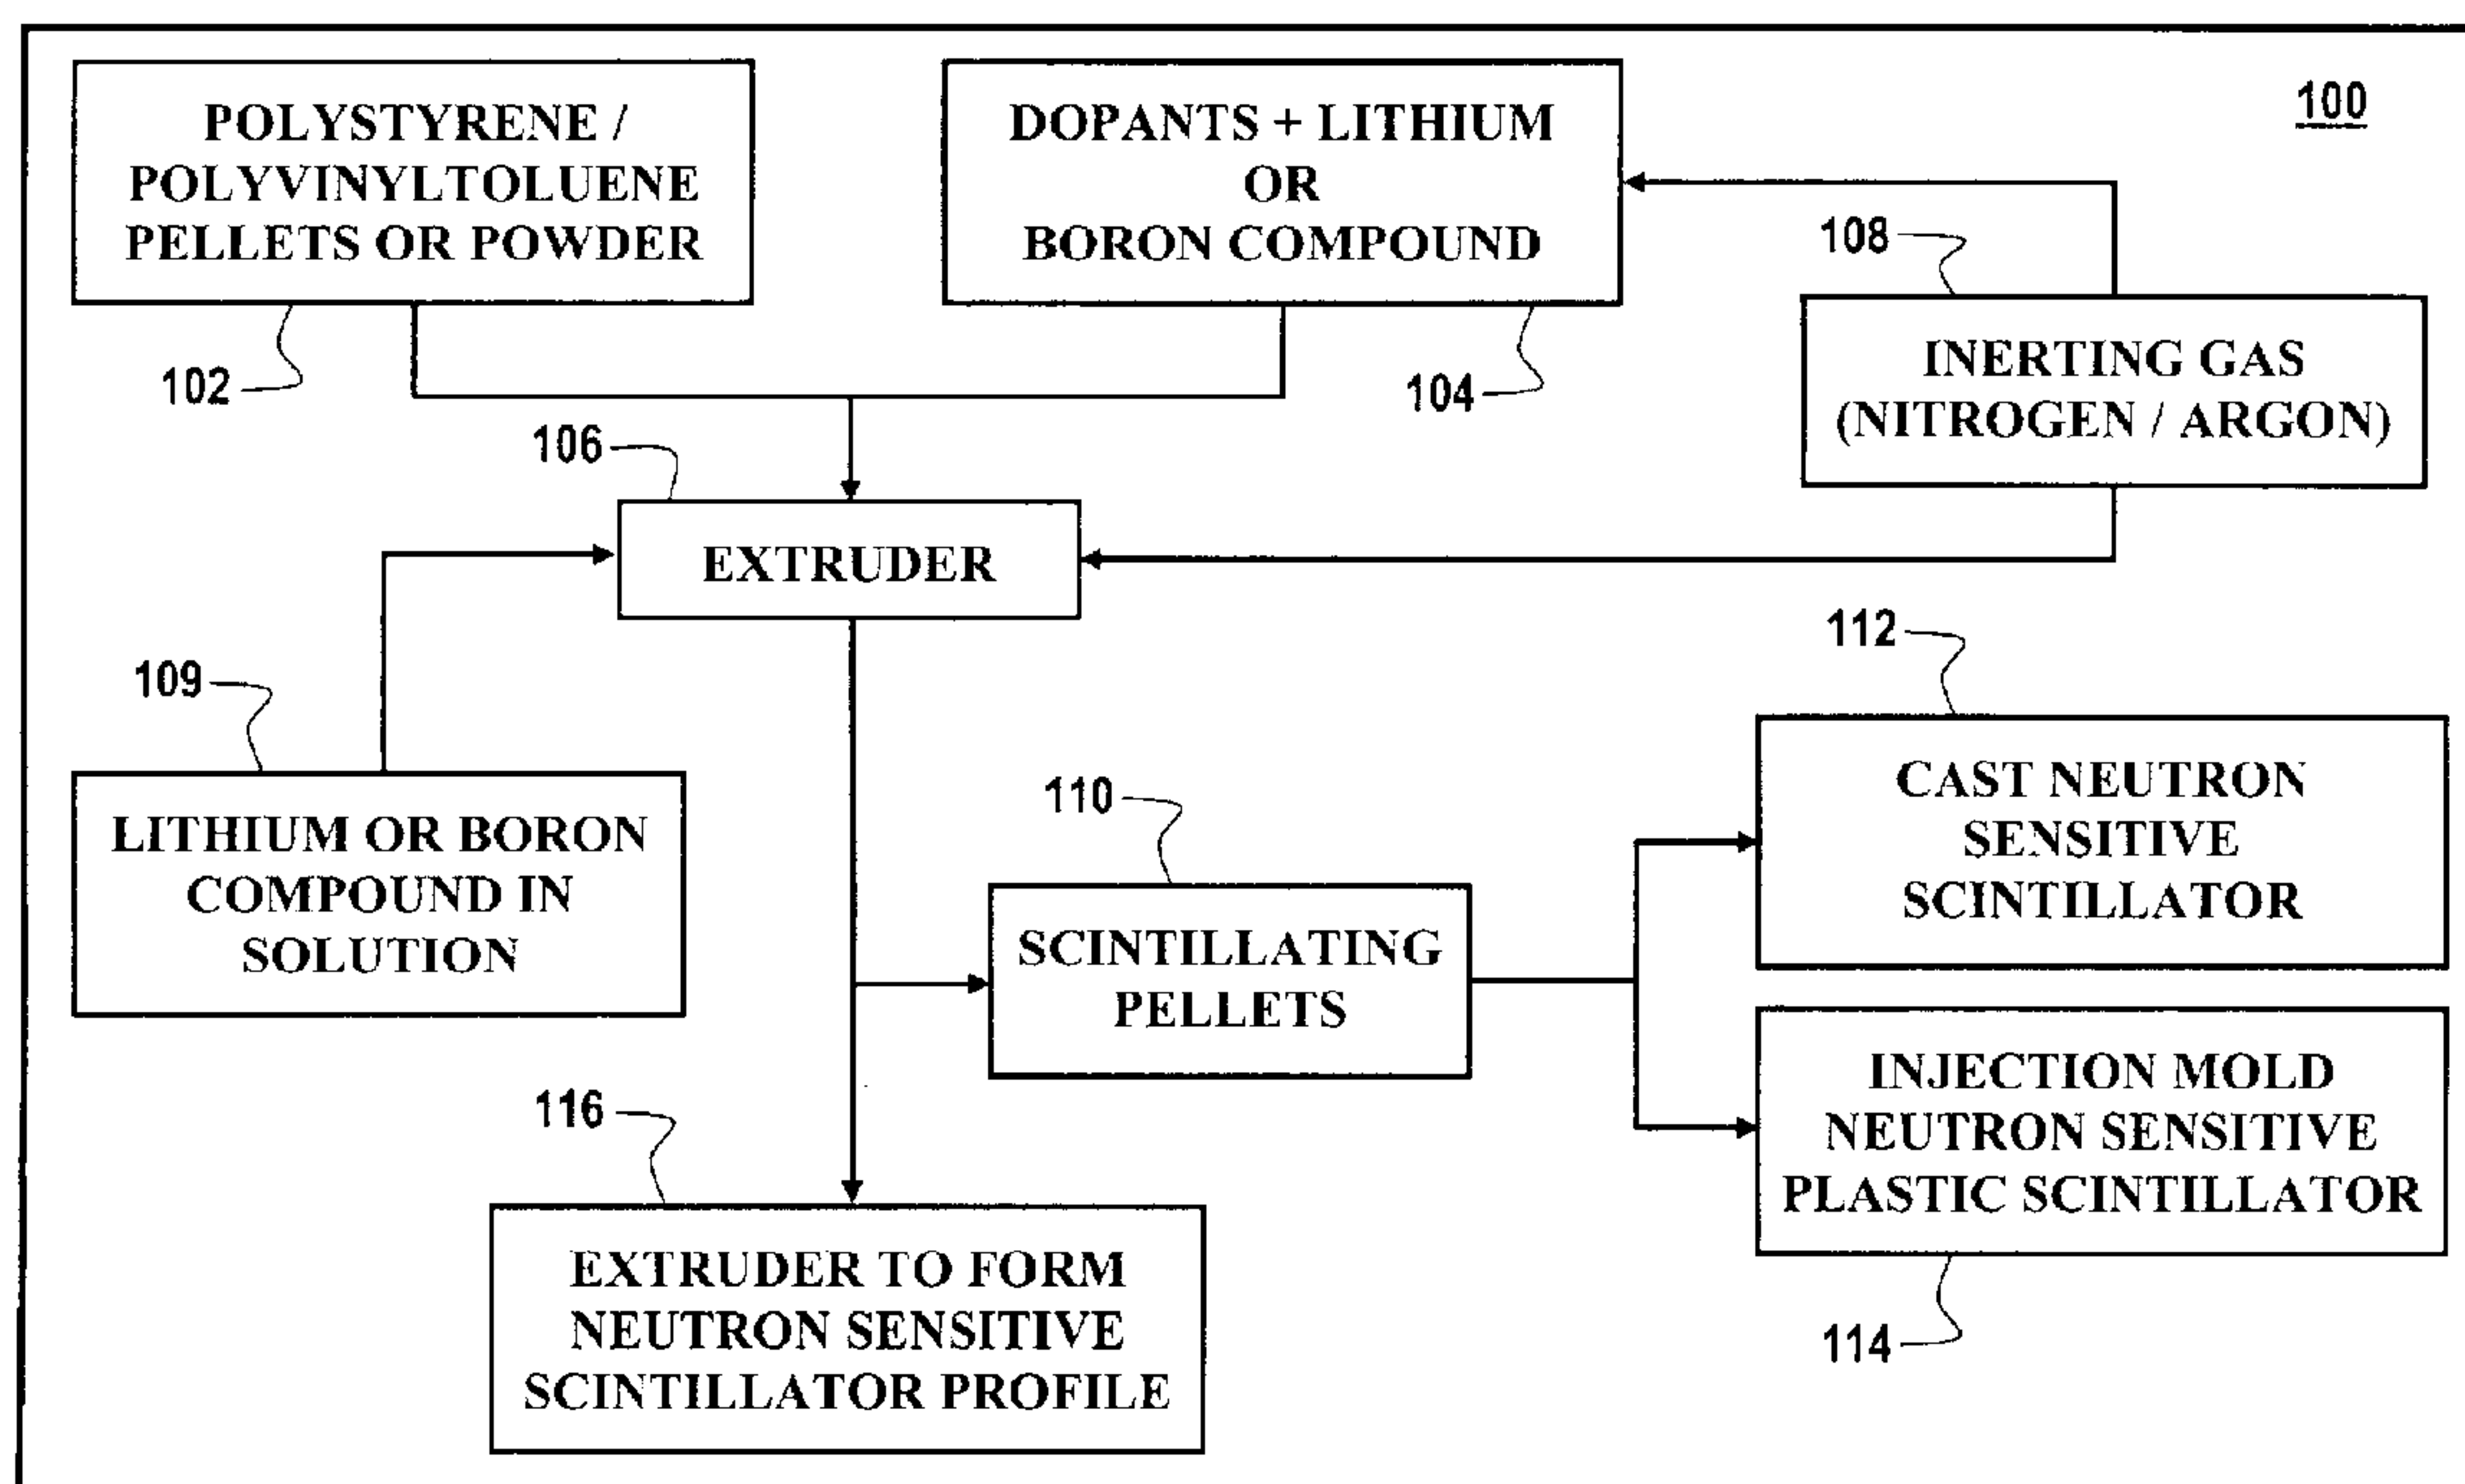 100
POLYSTYRENE /
POLYVINYLTOLUENE
PELLETS OR POWDER
102
DOPANTS + LITHIUM
OR
BORON COMPOUND
104
108
INERTING GAS
(NITROGEN / ARGON)
106
EXTRUDER
109
LITHIUM OR BORON
COMPOUND IN
SOLUTION
110
SCINTILLATING
PELLETS
112
CAST NEUTRON
SENSITIVE
SCINTILLATOR
INJECTION MOLD
NEUTRON SENSITIVE
PLASTIC SCINTILLATOR
114
116
EXTRUDER TO FORM
NEUTRON SENSITIVE
SCINTILLATOR PROFILE